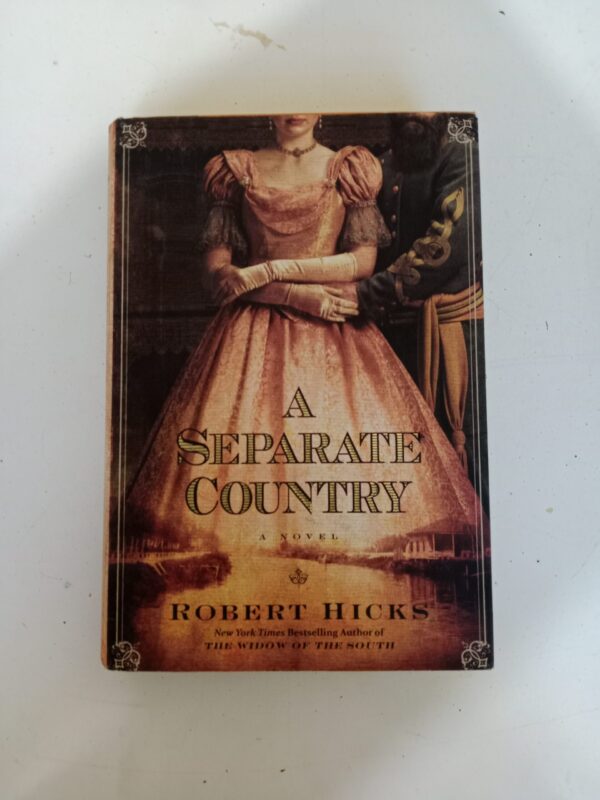 A
SEPARATE
COUNTRY
A NOVEL
ROBERT HICKS
New York Times Bestselling Author of
THE WIDOW OF THE SOUTH